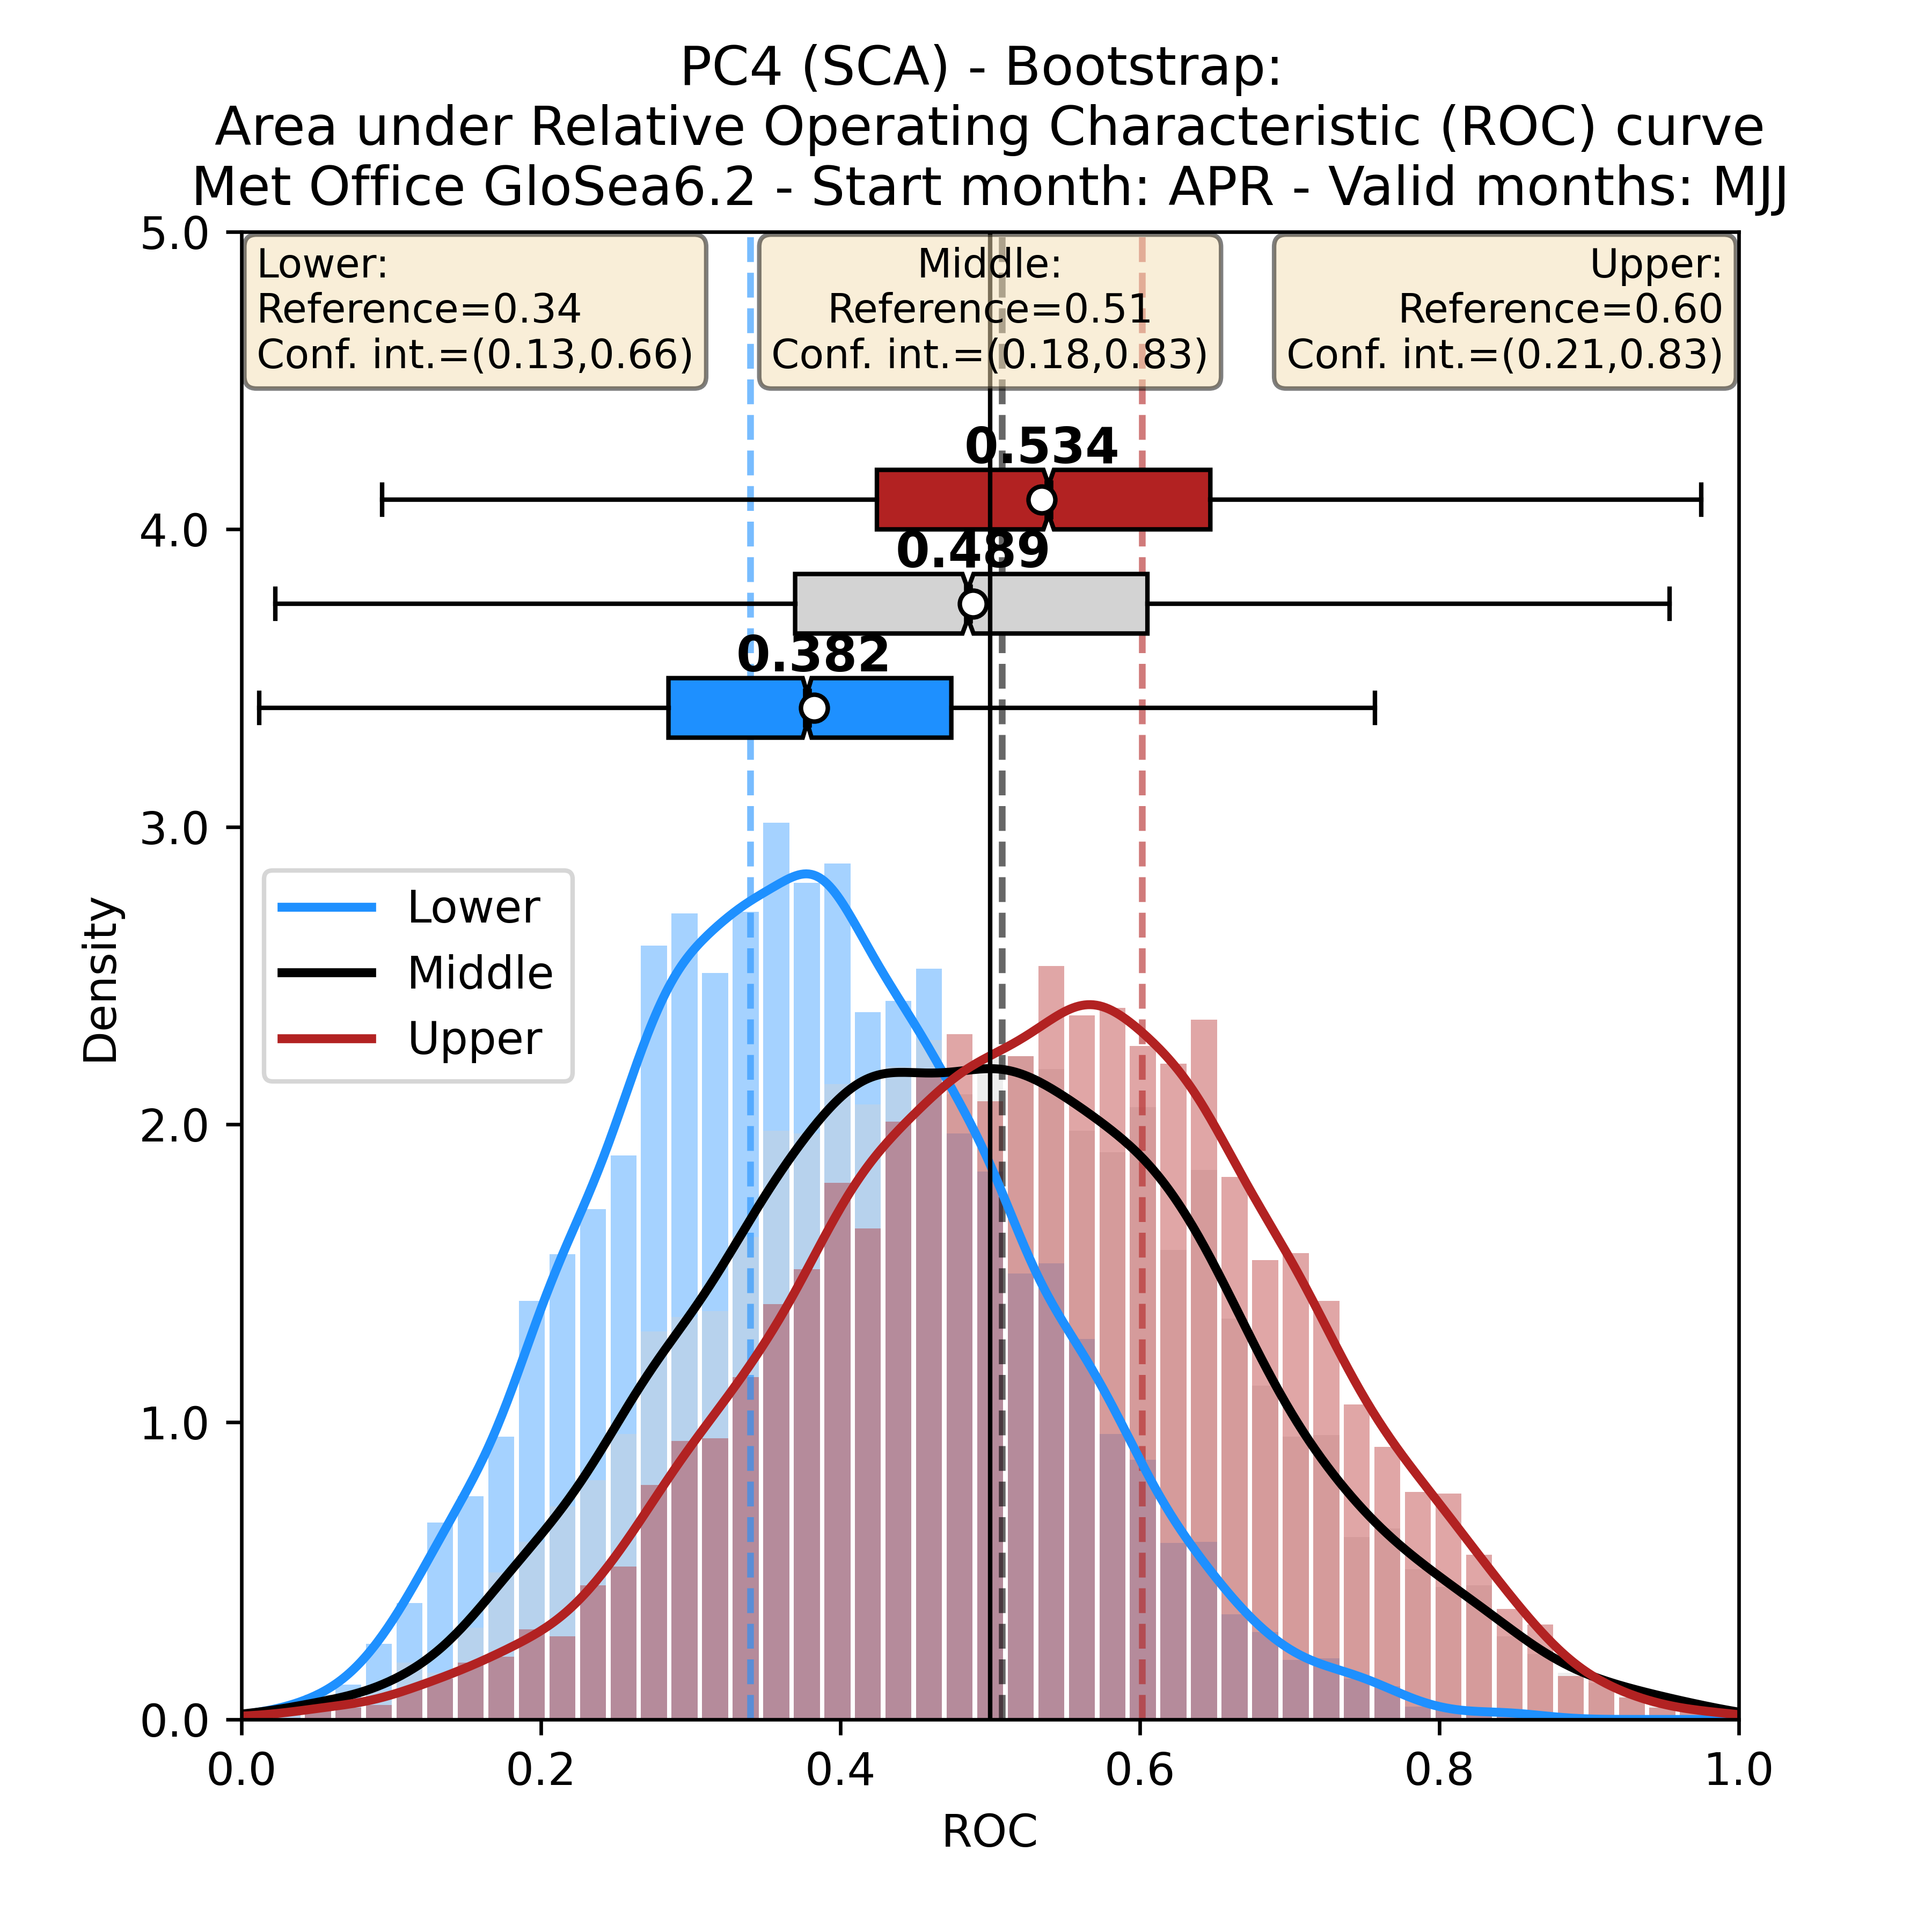 PC4 (SCA) - Bootstrap:
Area under Relative Operating Characteristic (ROC) curve
Met Office GloSea6.2 - Start month: APR - Valid months: MJJ
Lower:
Reference=0.34
Conf. int.=(0.13,0.66)
Middle:
Reference=0.51
Conf. int.=(0.18,0.83)
Upper:
Reference=0.60
Conf. int.=(0.21,0.83)
0.534
0.489
0.382
5.0
4.0
3.0
2.0
1.0
0.0
Density
Lower
Middle
Upper
0.0
0.2
0.4
0.6
0.8
1.0
ROC